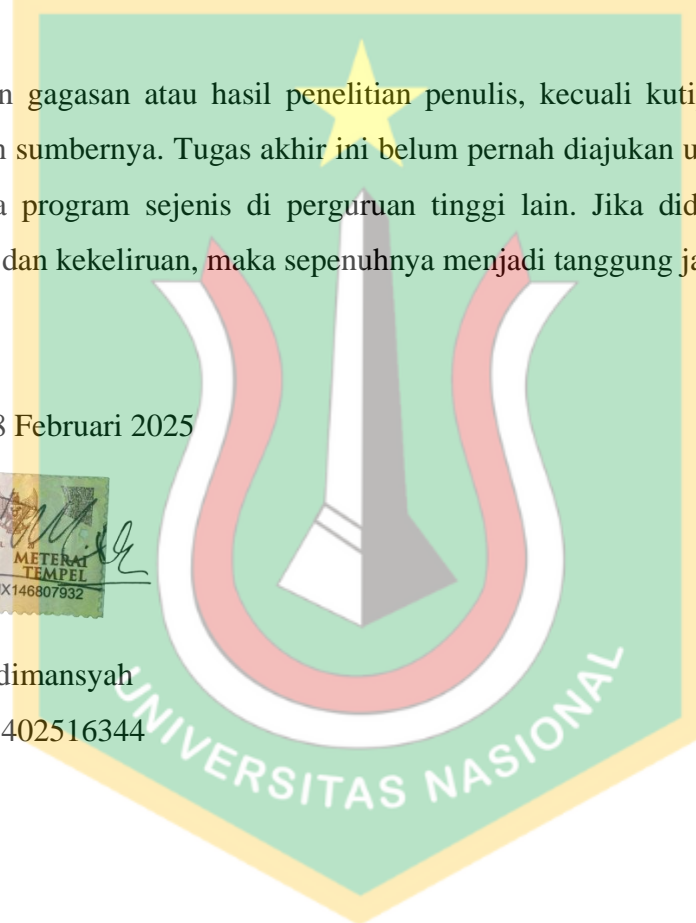 n gagasan atau hasil penelitian penulis, kecuali kuti
n sumbernya. Tugas akhir ini belum pernah diajukan u
a program sejenis di perguruan tinggi lain. Jika did
dan kekeliruan, maka sepenuhnya menjadi tanggung ja
8 Februari 2025
METERAI
TEMPEL
X146807932
dimansyah
402516344
UNIVERSITAS NASIONAL